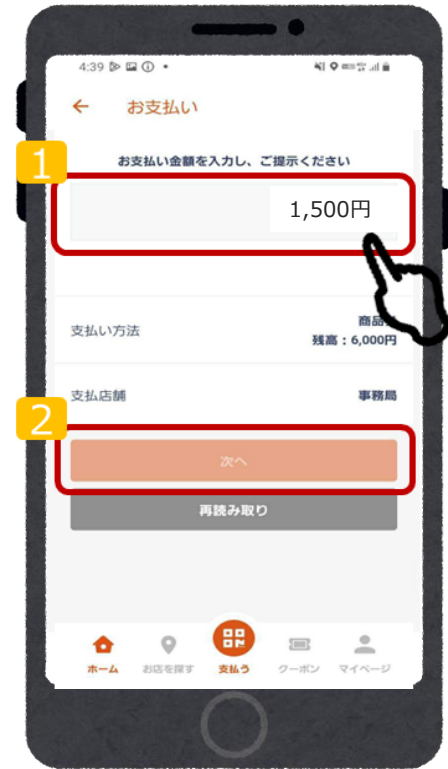 4:39
お支払い
1
お支払い金額を入力し、ご提示ください
1,500円
支払い方法
商品
残高：6,000円
支払店舗
事務局
2
次へ
再読み取り
ホーム
お店を探す
支払う
クーポン
マイページ